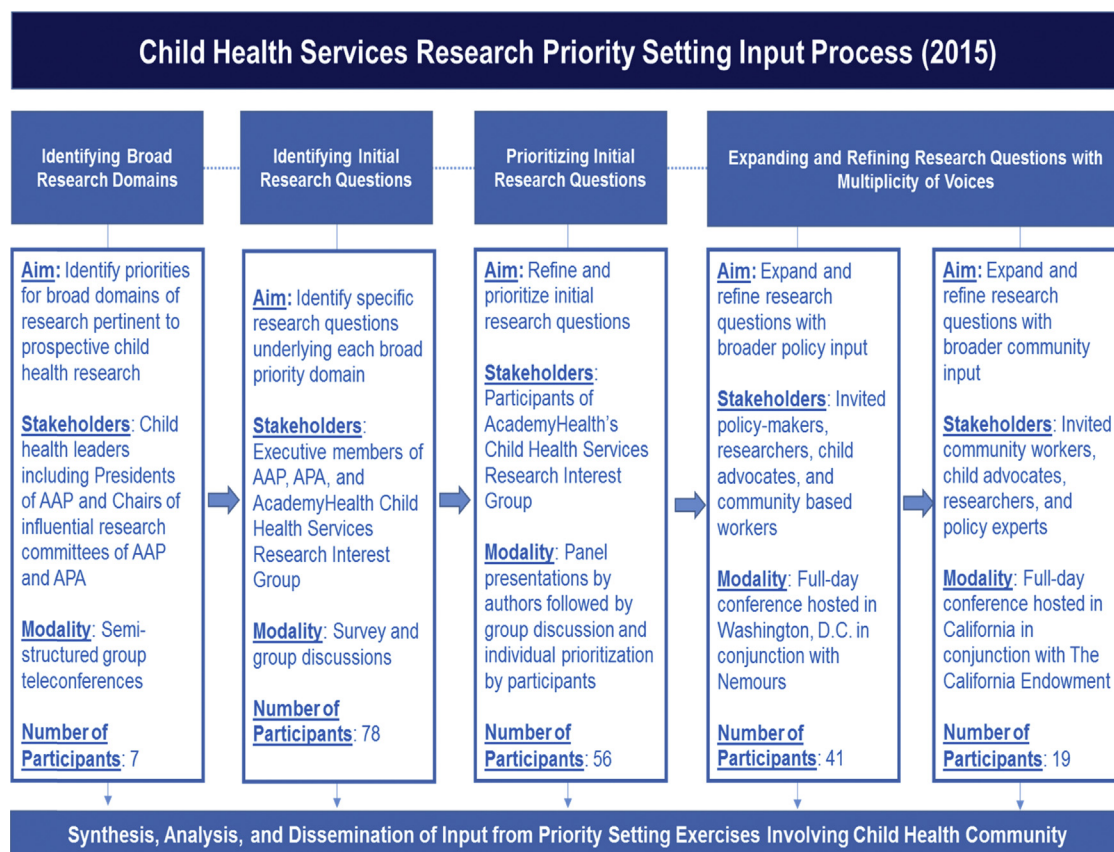 Child Health Services Research Priority Setting Input Process (2015)
Identifying Broad
Research Domains
Identifying Initial
Research Questions
Prioritizing Initial
Research Questions
Expanding and Refining Research Questions with
Multiplicity of Voices
Aim: Identify priorities
for broad domains of
research pertinent to
prospective child
health research
Stakeholders: Child
health leaders
including Presidents
of AAP and Chairs of
influential research
committees of AAP
and APA
Modality: Semi-
structured group
teleconferences
Number of
Participants: 7
Aim: Identify specific
research questions
underlying each broad
priority domain
Stakeholders:
Executive members of
AAP, APA, and
AcademyHealth Child
Health Services
Research Interest
Group
Modality: Survey and
group discussions
Number of
Participants: 78
Aim: Refine and
prioritize initial
research questions
Stakeholders:
Participants of
AcademyHealth's
Child Health Services
Research Interest
Group
Modality: Panel
presentations by
authors followed by
group discussion and
individual prioritization
by participants
Number of
Participants: 56
Aim: Expand and
refine research
questions with
broader policy input
Stakeholders: Invited
policy-makers,
researchers, child
advocates, and
community based
workers
Modality: Full-day
conference hosted in
Washington, D.C. in
conjunction with
Nemours
Number of
Participants: 41
Aim: Expand and
refine research
questions with
broader community
input
Stakeholders: Invited
community workers,
child advocates,
researchers, and
policy experts
Modality: Full-day
conference hosted in
California in
conjunction with The
California Endowment
Number of
Participants: 19
Synthesis, Analysis, and Dissemination of Input from Priority Setting Exercises Involving Child Health Community